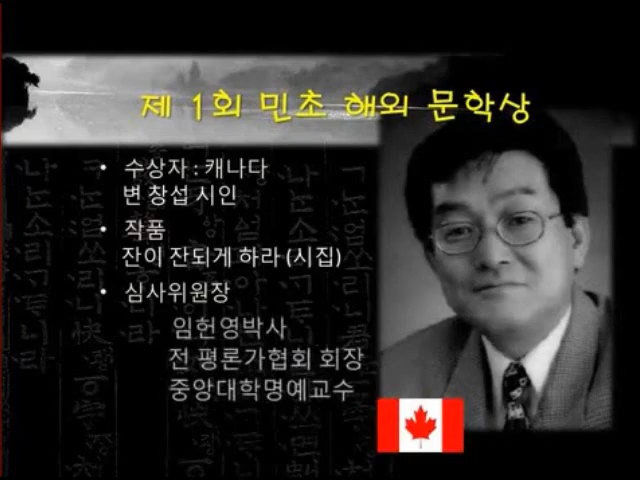 제 1회 민초 해외 문학상
• 수상자 : 캐나다
변 창섭 시인
• 작품
잔이 잔되게 하라 (시집)
• 심사위원장
임헌영박사
전 평론가협회 회장
중앙대학명예교수